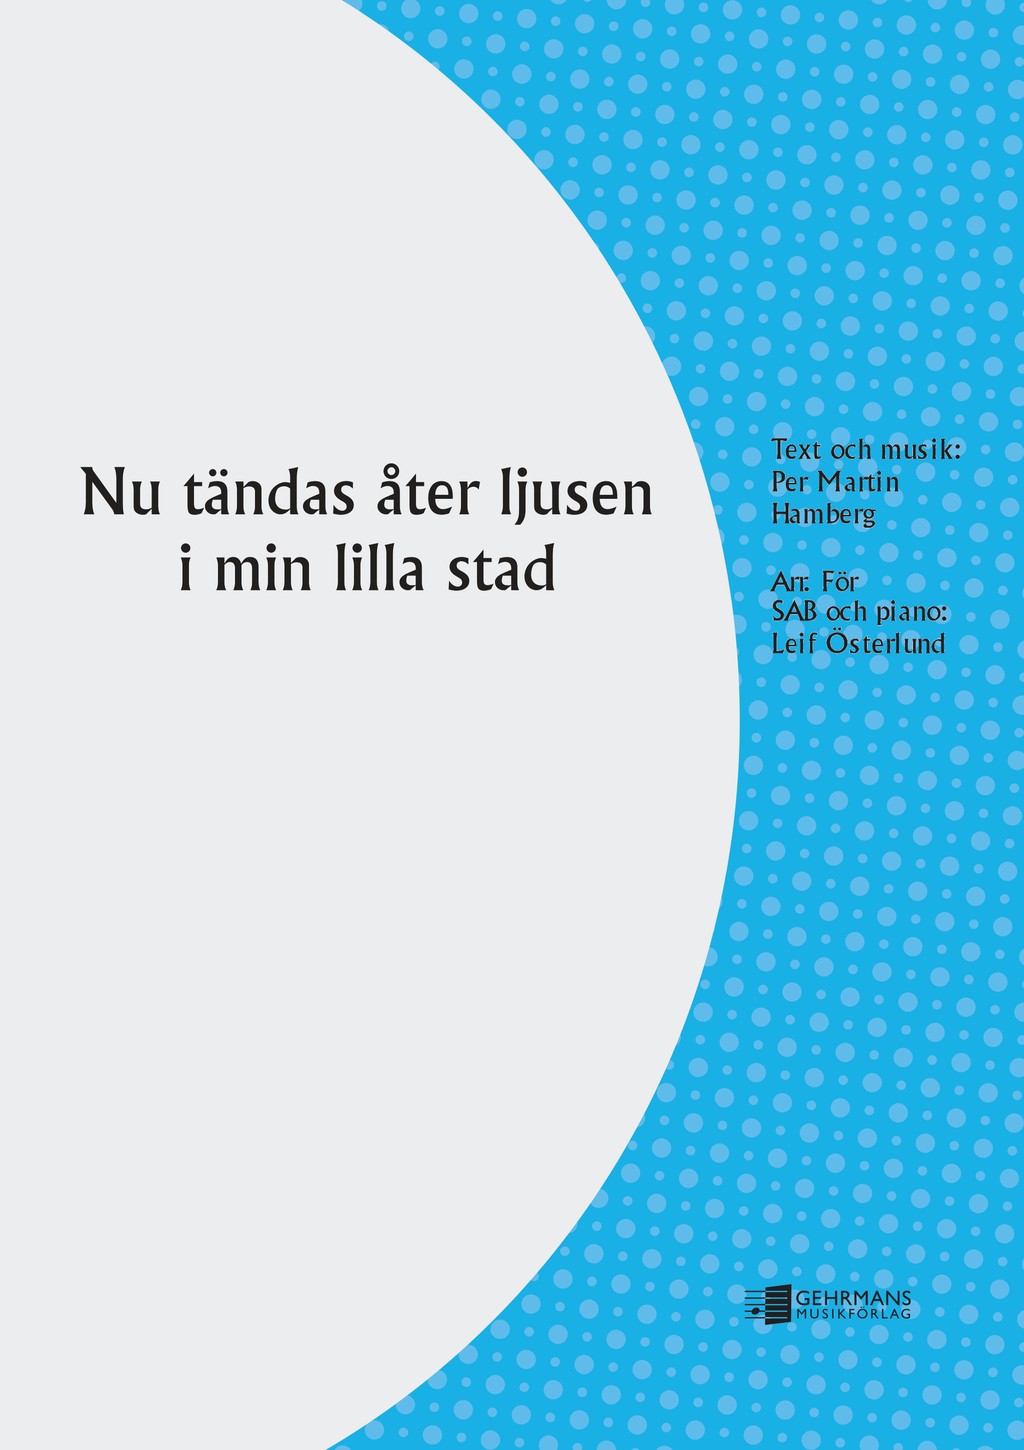 Nu tändas åter ljusen
i min lilla stad
Text och musik:
Per Martin
Hamberg
Arr. För
SAB och piano:
Leif Österlund
GEHRMANS
MUSIKFÖRLAG